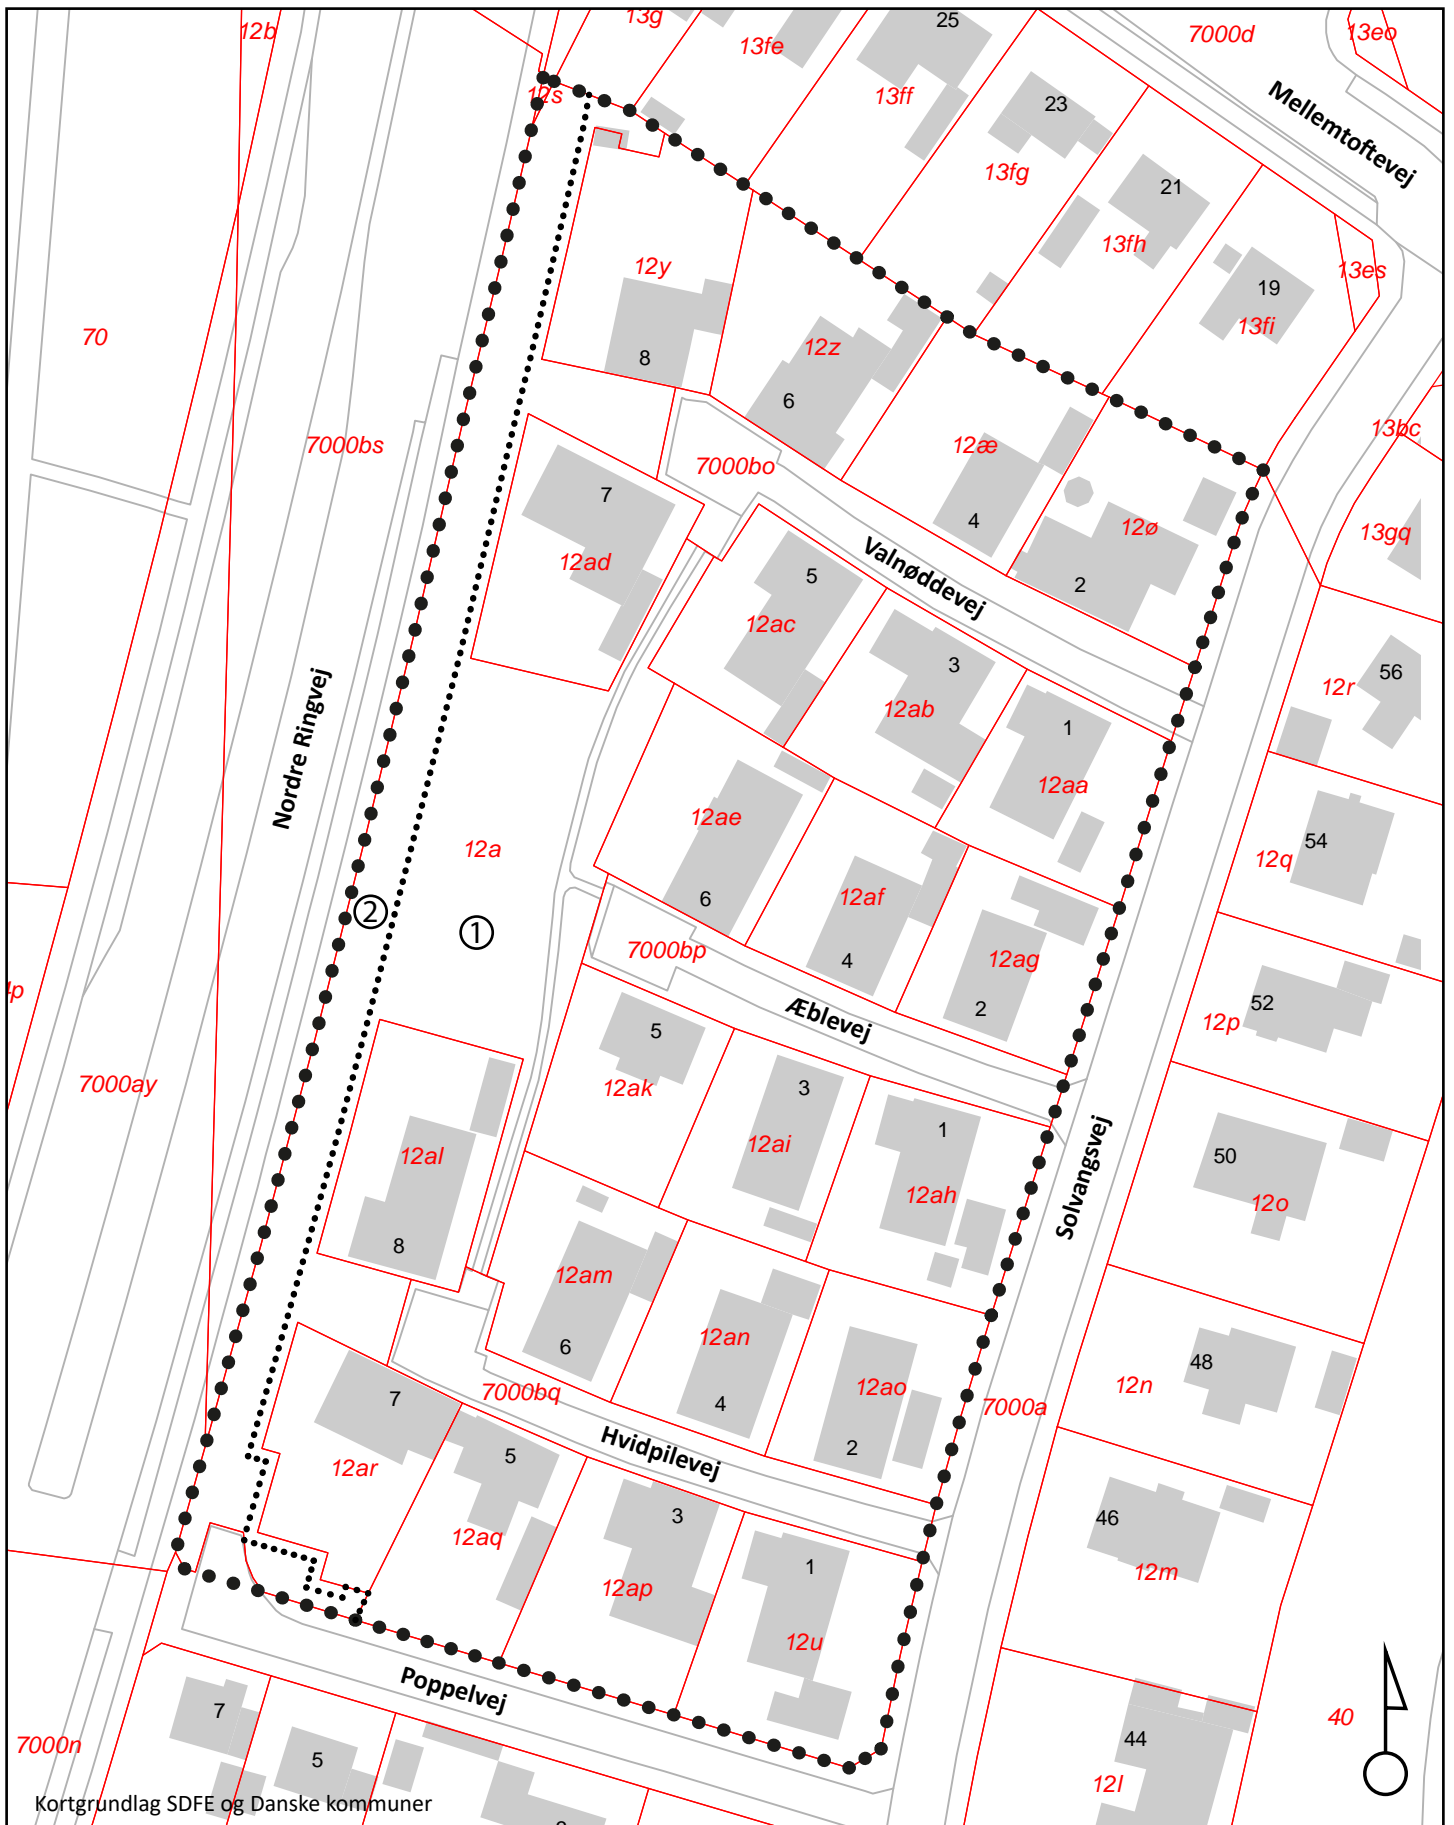 12b
13g
13fe
25
7000d
13eo
12s
13ff
23
Mellemtoftevej
13fg
21
13fh
12y
19
13es
13fi
70
8
12z
6
7000bs
13bc
12æ
7000bo
7
4
12ø
13gq
12ad
Valnøddevej
5
2
12ac
3
56
12r
12ab
1
Nordre Ringvej
12aa
12ae
12a
54
12q
6
12af
2
1
7000bp
12ag
4
2
52
12p
Æblevej
5
12ak
3
7000ay
1
Solvangsvej
12ai
12al
50
12ah
12o
8
12am
12an
6
48
12n
7
7000bq
12ao
4
7000a
Hvidpilevej
2
5
12ar
3
46
12aq
1
12m
12ap
12u
Poppelvej
7
40
7000n
5
44
12l
Kortgrundlag SDFE og Danske kommuner